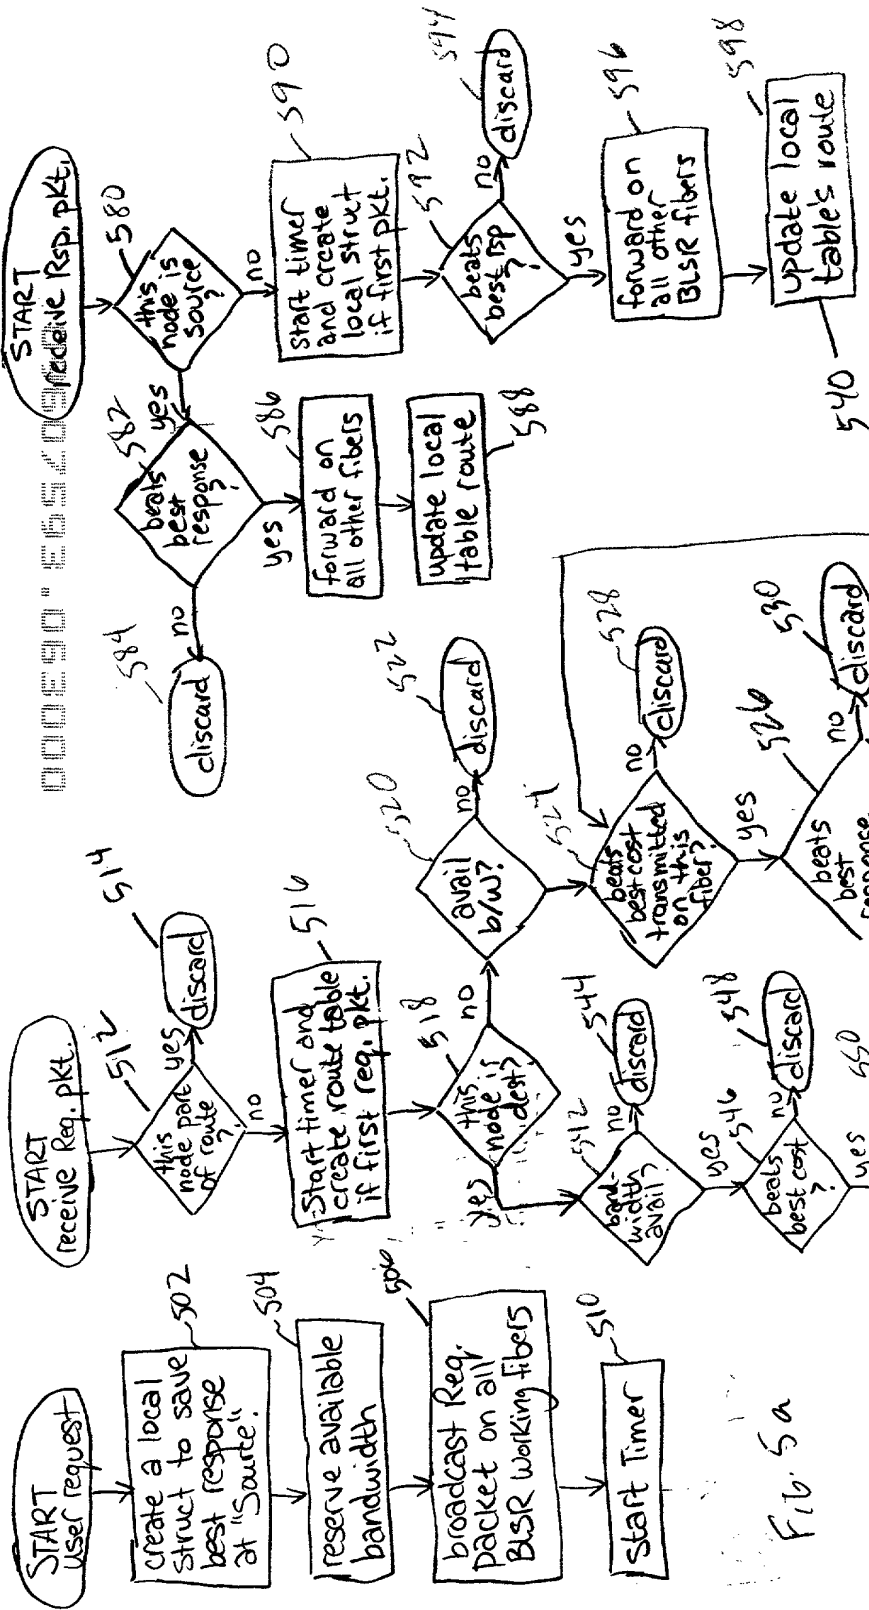 START
user request
create a local
struct to save
best response
at "Source".
502
reserve available
bandwidth
504
broadcast Req.
packet on all
BLSR working fibers
506
start Timer
510
Fig. 5a
START
receive Req. pkt.
this
node part
of route
?
512
yes
discard
514
no
Start timer and
create route table
if first req. pkt.
516
this
node is
dest?
518
yes
no
band-
width
avail?
542
no
discard
544
yes
beats
best cost
?
546
no
discard
548
yes
550
avail
b/w?
520
no
discard
522
beats
best cost
transmitted
on this
fiber?
524
no
discard
528
yes
beats
best
response
526
no
discard
530
START
receive Rsp. pkt.
this
node is
source
?
580
yes
no
beats
best
response
?
582
no
discard
584
yes
forward on
all other fibers
586
update local
table route
588
start timer
and create
local struct
if first pkt.
590
beats
best rsp
?
592
no
discard
594
yes
forward on
all other
BLSR fibers
596
update local
table's route
598
540